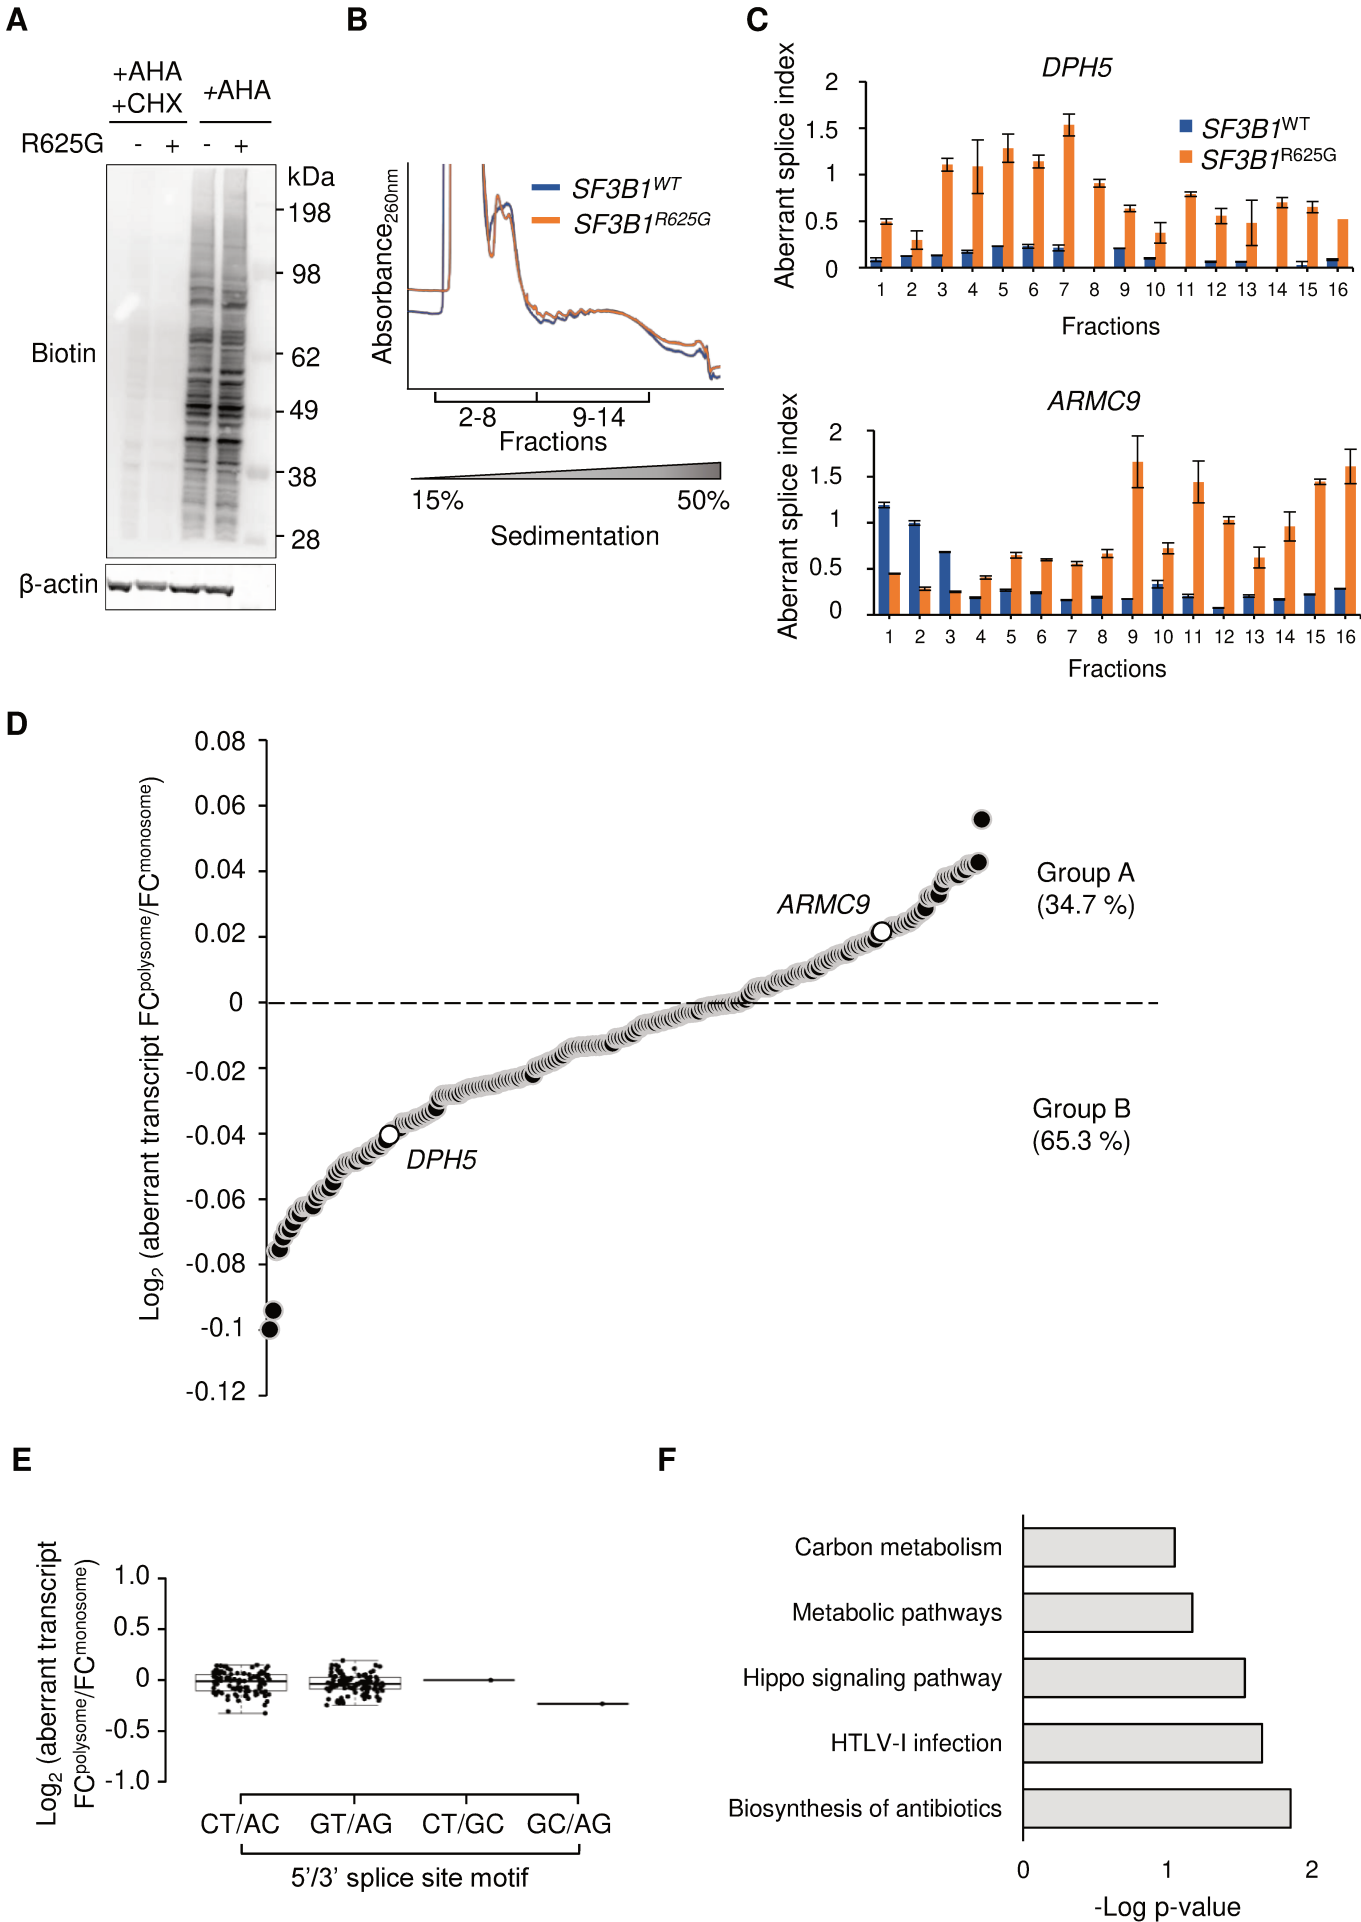 A
+AHA
+CHX
+AHA
R625G - + - +
kDa
198
98
62
49
38
28
Biotin
β-actin
B
Absorbance260nm
SF3B1WT
SF3B1R625G
2-8
9-14
Fractions
15%
50%
Sedimentation
C
DPH5
Aberrant splice index
2
1.5
1
0.5
0
SF3B1WT
SF3B1R625G
1 2 3 4 5 6 7 8 9 10 11 12 13 14 15 16
Fractions
ARMC9
Aberrant splice index
2
1.5
1
0.5
0
1 2 3 4 5 6 7 8 9 10 11 12 13 14 15 16
Fractions
D
Log2 (aberrant transcript FCpolysome/FCmonosome)
0.08
0.06
0.04
0.02
0
-0.02
-0.04
-0.06
-0.08
-0.1
-0.12
ARMC9
DPH5
Group A
(34.7 %)
Group B
(65.3 %)
E
Log2 (aberrant transcript
FCpolysome/FCmonosome)
1.0
0.5
0
-0.5
-1.0
CT/AC GT/AG CT/GC GC/AG
5’/3’ splice site motif
F
Carbon metabolism
Metabolic pathways
Hippo signaling pathway
HTLV-I infection
Biosynthesis of antibiotics
0 1 2
-Log p-value